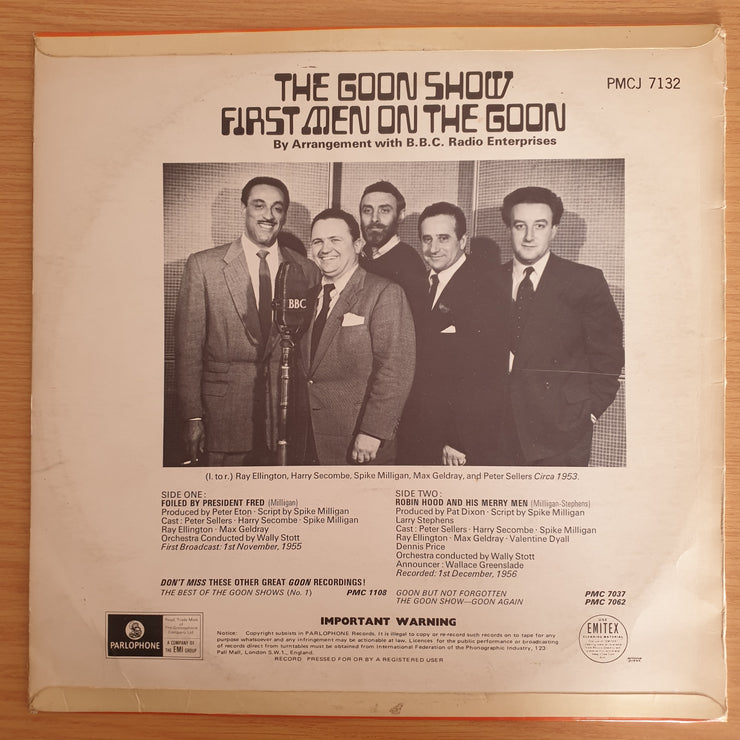 THE GOON SHOW
FIRST MEN ON THE GOON
PMCJ 7132
By Arrangement with B.B.C. Radio Enterprises
BBC
(l. to r.) Ray Ellington, Harry Secombe, Spike Milligan, Max Geldray, and Peter Sellers Circa 1953.
SIDE ONE:
FOILED BY PRESIDENT FRED (Milligan)
Produced by Peter Eton · Script by Spike Milligan
Cast: Peter Sellers · Harry Secombe · Spike Milligan
Ray Ellington · Max Geldray
Orchestra Conducted by Wally Stott
First Broadcast: 1st November, 1955
SIDE TWO:
ROBIN HOOD AND HIS MERRY MEN (Milligan-Stephens)
Produced by Pat Dixon · Script by Spike Milligan
Larry Stephens
Cast: Peter Sellers · Harry Secombe · Spike Milligan
Ray Ellington · Max Geldray · Valentine Dyall
Dennis Price
Orchestra conducted by Wally Stott
Announcer: Wallace Greenslade
Recorded: 1st December, 1956
DON'T MISS THESE OTHER GREAT GOON RECORDINGS!
THE BEST OF THE GOON SHOWS (No. 1) PMC 1108
GOON BUT NOT FORGOTTEN PMC 7037
THE GOON SHOW—GOON AGAIN PMC 7062
IMPORTANT WARNING
Notice: Copyright subsists in PARLOPHONE Records. It is illegal to copy or re-record such records on to tape for any
purpose whatsoever and any infringement may be actionable at law. Licences for the public performance or broadcasting
of records direct from turntables must be obtained from International Federation of the Phonographic Industry, 123
Pall Mall, London S.W.1., England.
RECORD PRESSED FOR OR BY A REGISTERED USER
PARLOPHONE
Regd. Trade Mark of
The Gramophone
Company Ltd
A COMPANY OF
THE EMI GROUP
USE
EMITEX
CLEANING MATERIAL